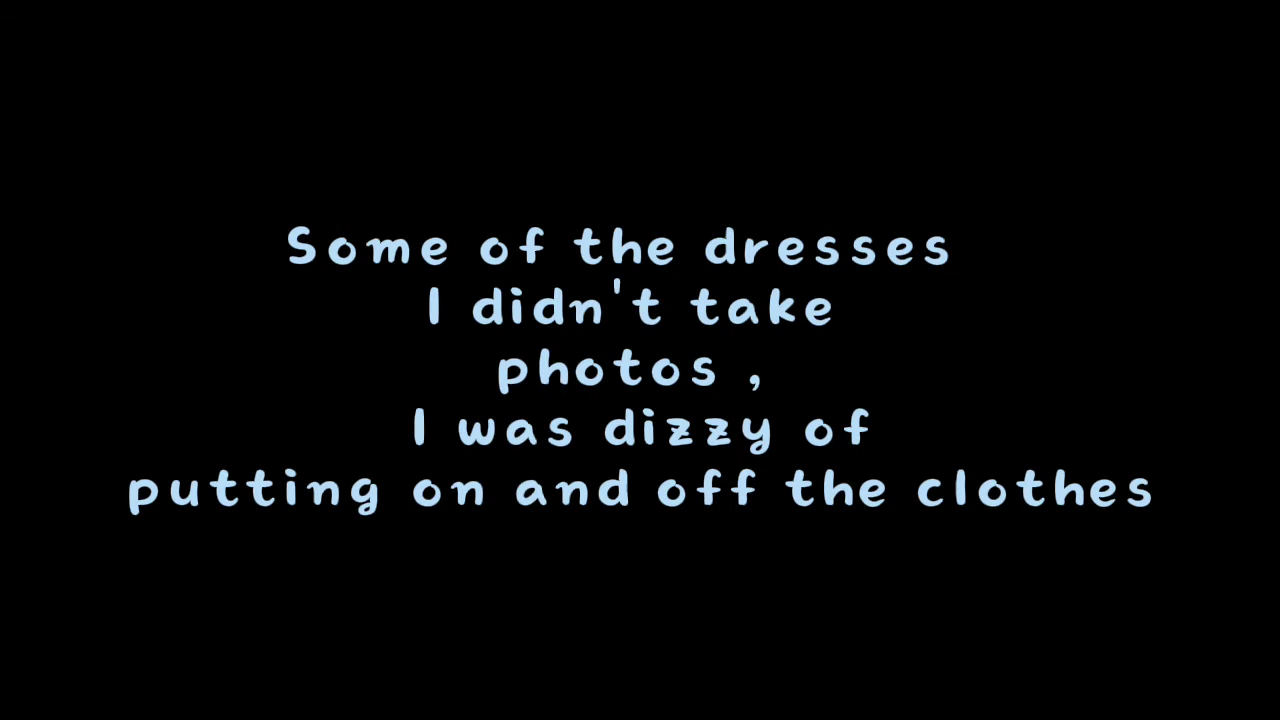 Some of the dresses
I didn't take
photos ,
I was dizzy of
putting on and off the clothes